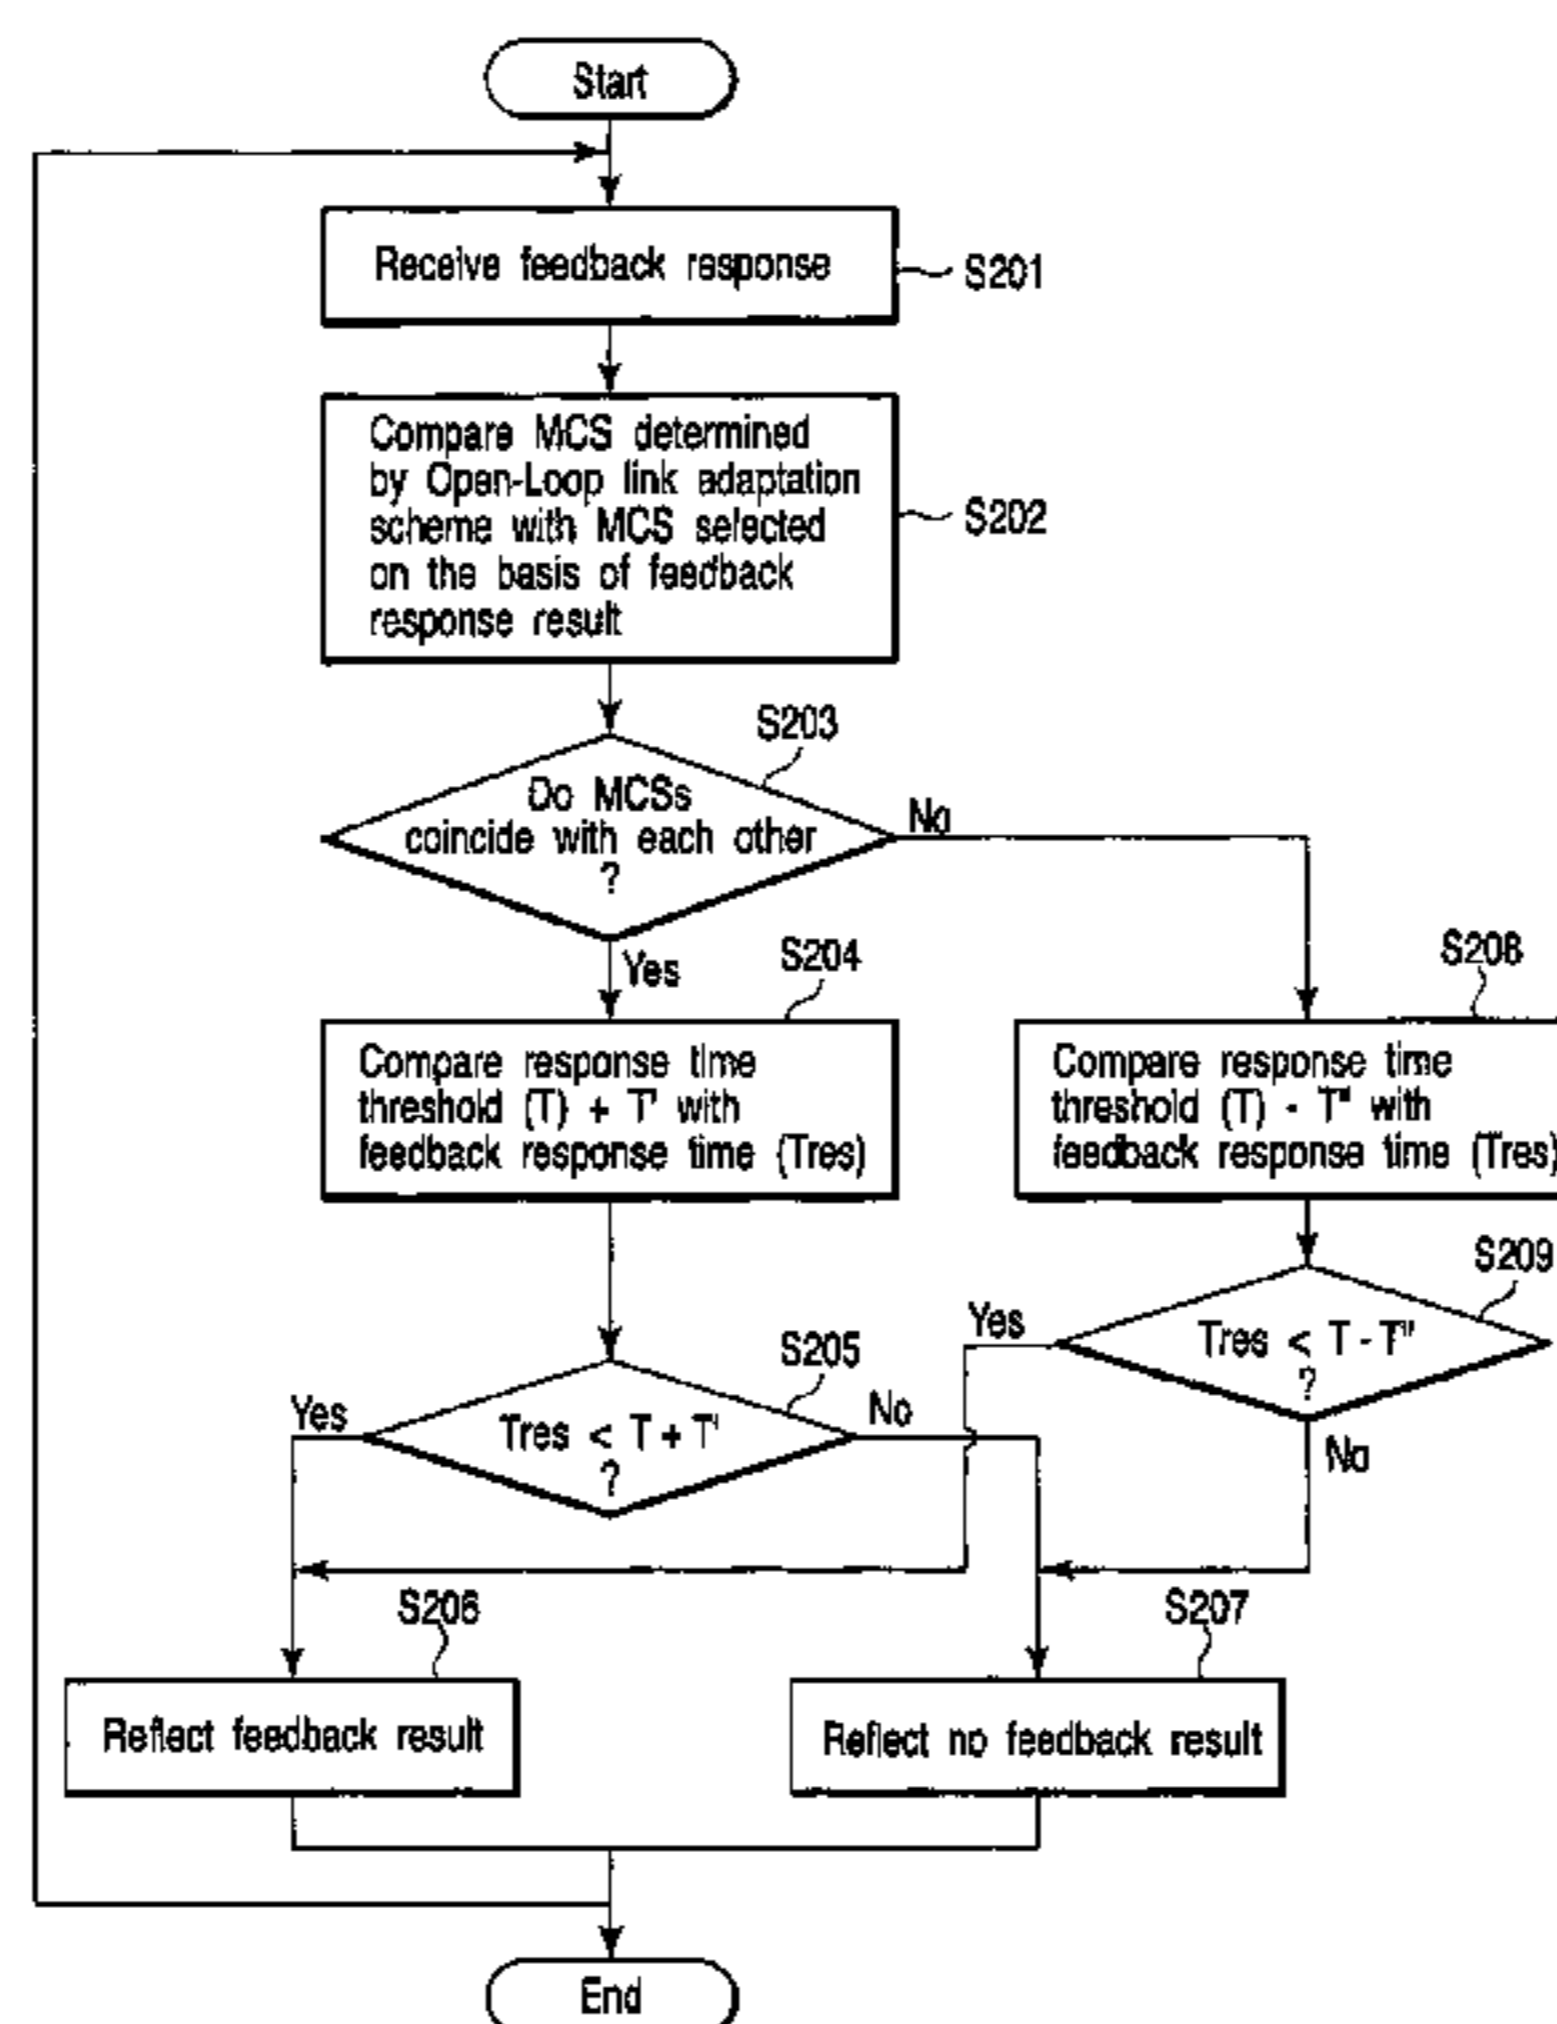 Start
Receive feedback response
S201
Compare MCS determined
by Open-Loop link adaptation
scheme with MCS selected
on the basis of feedback
response result
S202
S203
Do MCSs
coincide with each other
?
No
Yes
S204
Compare response time
threshold (T) + T' with
feedback response time (Tres)
S208
Compare response time
threshold (T) - T" with
feedback response time (Tres)
S205
Tres < T + T'
?
Yes
No
S209
Tres < T - T"
?
Yes
No
S206
Reflect feedback result
S207
Reflect no feedback result
End